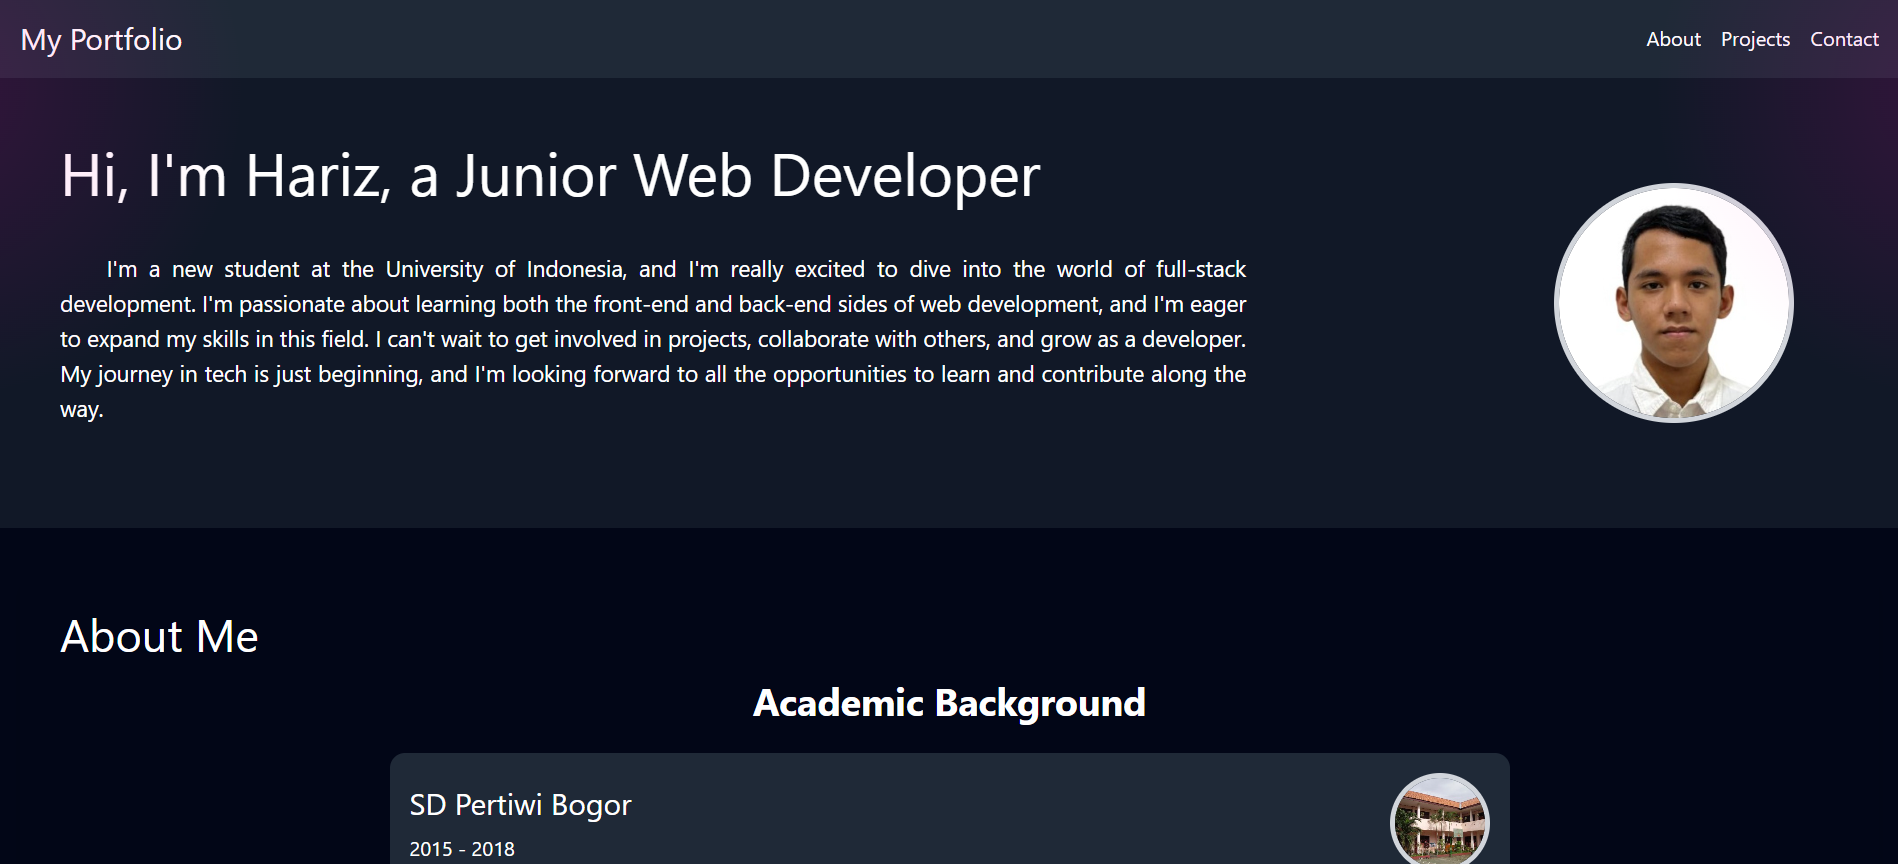 My Portfolio
About Projects Contact
Hi, I'm Hariz, a Junior Web Developer
I'm a new student at the University of Indonesia, and I'm really excited to dive into the world of full-stack
development. I'm passionate about learning both the front-end and back-end sides of web development, and I'm eager
to expand my skills in this field. I can't wait to get involved in projects, collaborate with others, and grow as a developer.
My journey in tech is just beginning, and I'm looking forward to all the opportunities to learn and contribute along the
way.
About Me
Academic Background
SD Pertiwi Bogor
2015 - 2018